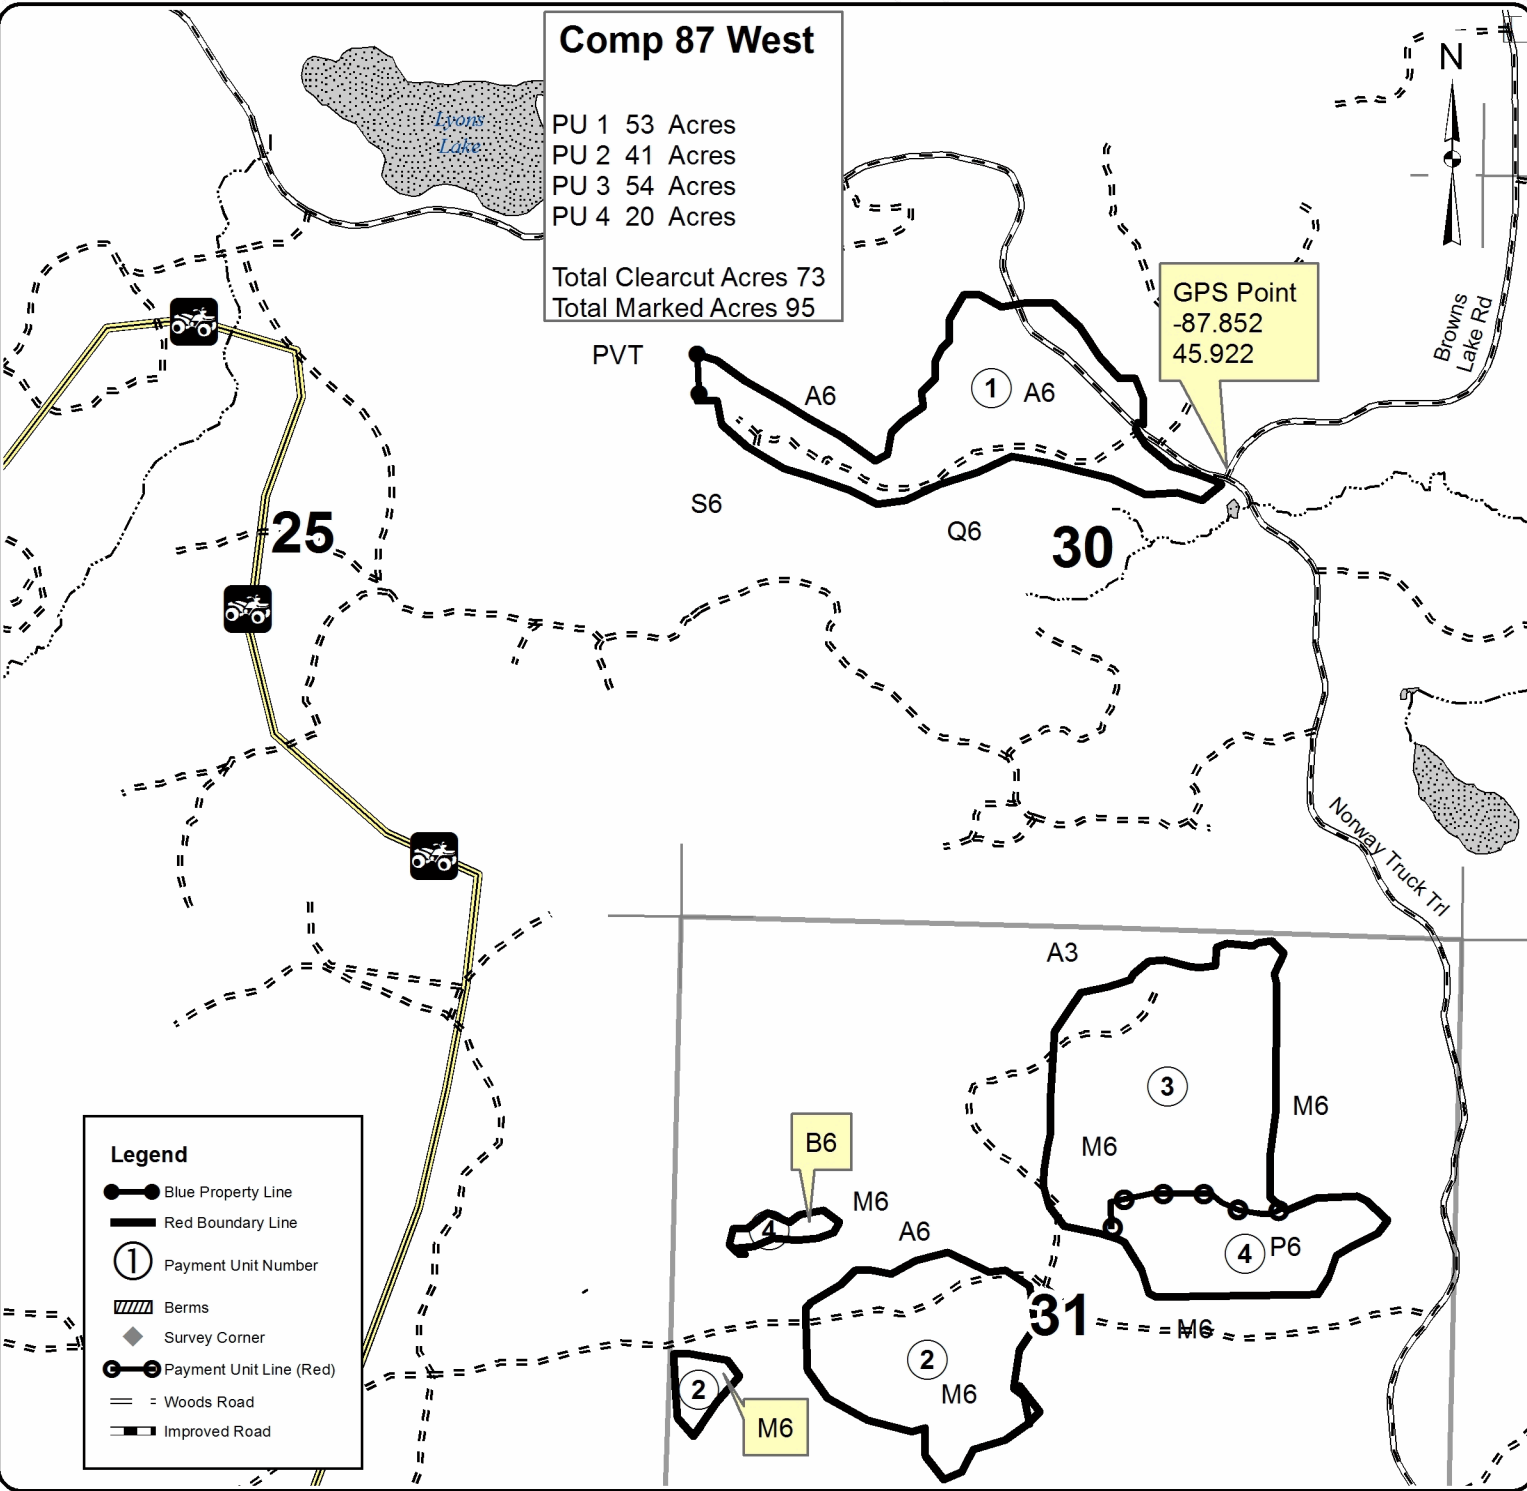 Comp 87 West
PU 1 53 Acres
PU 2 41 Acres
PU 3 54 Acres
PU 4 20 Acres
Total Clearcut Acres 73
Total Marked Acres 95
Lyons
Lake
N
GPS Point
-87.852
45.922
Browns
Lake Rd
PVT
A6
1
A6
S6
Q6
25
30
Norway Truck Trl
A3
3
M6
M6
B6
M6
4
A6
4
P6
31
M6
2
M6
2
M6
Legend
Blue Property Line
Red Boundary Line
1
Payment Unit Number
Berms
Survey Corner
Payment Unit Line (Red)
Woods Road
Improved Road